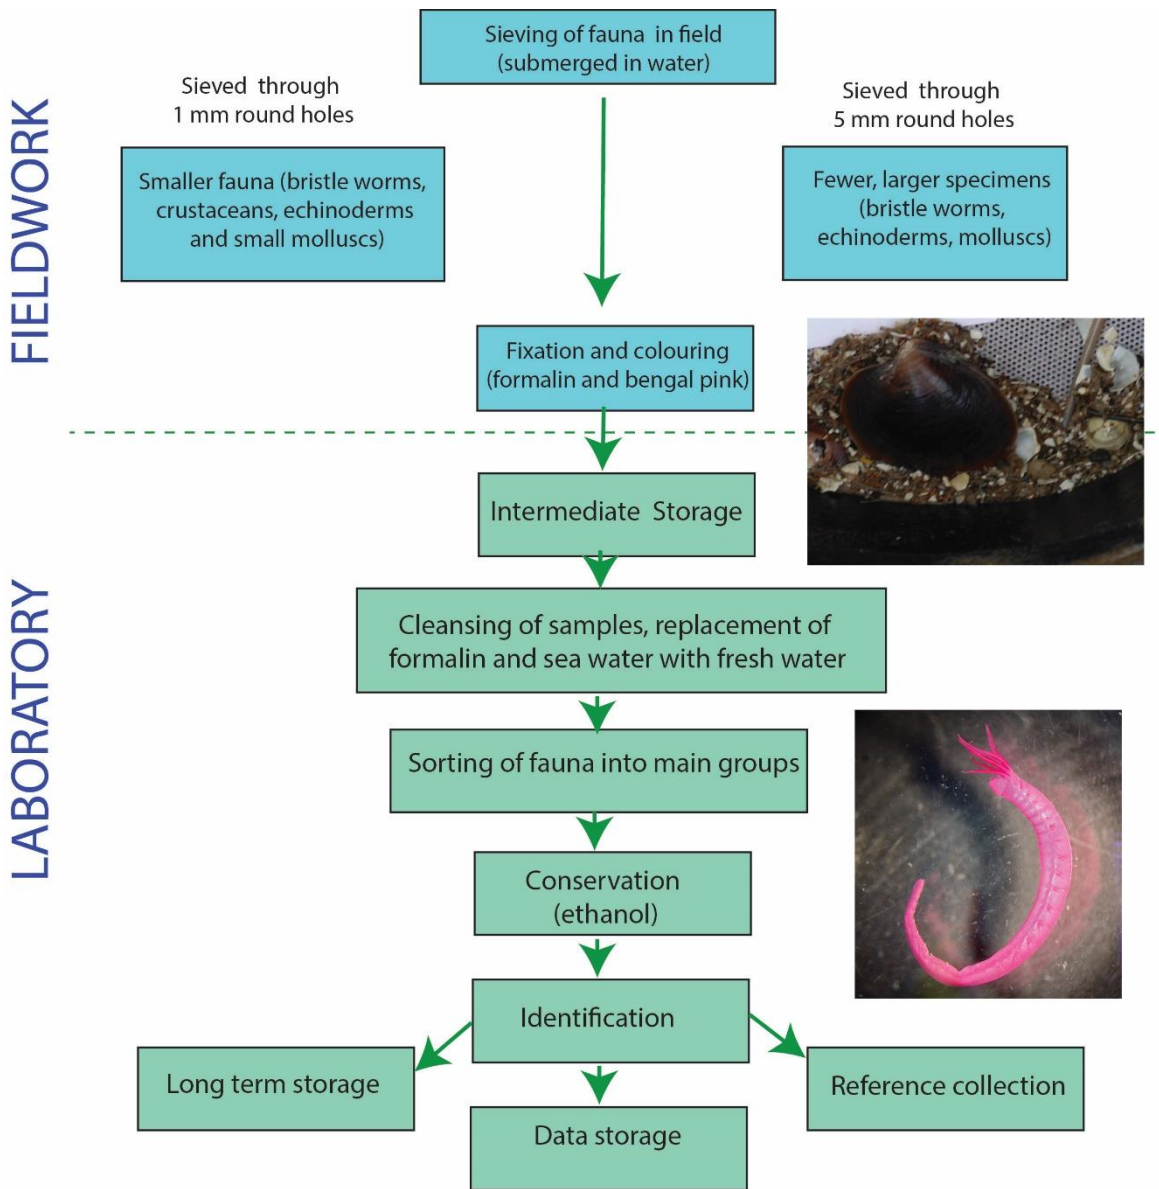 FIELDWORK
Sieving of fauna in field
(submerged in water)
Sieved through
1 mm round holes
Sieved through
5 mm round holes
Smaller fauna (bristle worms,
crustaceans, echinoderms
and small molluscs)
Fewer, larger specimens
(bristle worms,
echinoderms, molluscs)
Fixation and colouring
(formalin and bengal pink)
LABORATORY
Intermediate Storage
Cleansing of samples, replacement of
formalin and sea water with fresh water
Sorting of fauna into main groups
Conservation
(ethanol)
Identification
Long term storage
Reference collection
Data storage